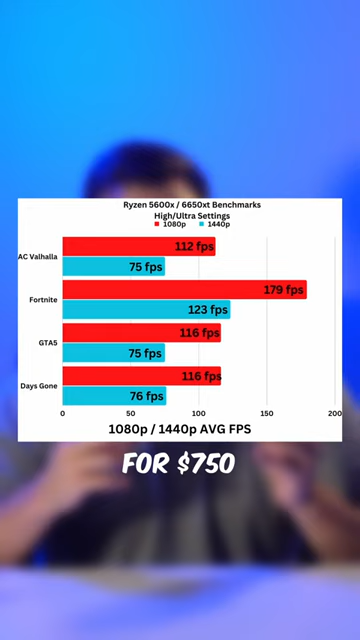 Ryzen 5600x / 6650xt Benchmarks
High/Ultra Settings
1080p 1440p
AC Valhalla
112 fps
75 fps
Fortnite
179 fps
123 fps
GTA5
116 fps
75 fps
Days Gone
116 fps
76 fps
0 50 100 150 200
1080p / 1440p AVG FPS
FOR $750